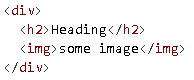 <div>
  <h2>Heading</h2>
  <img>some image</img>
</div>